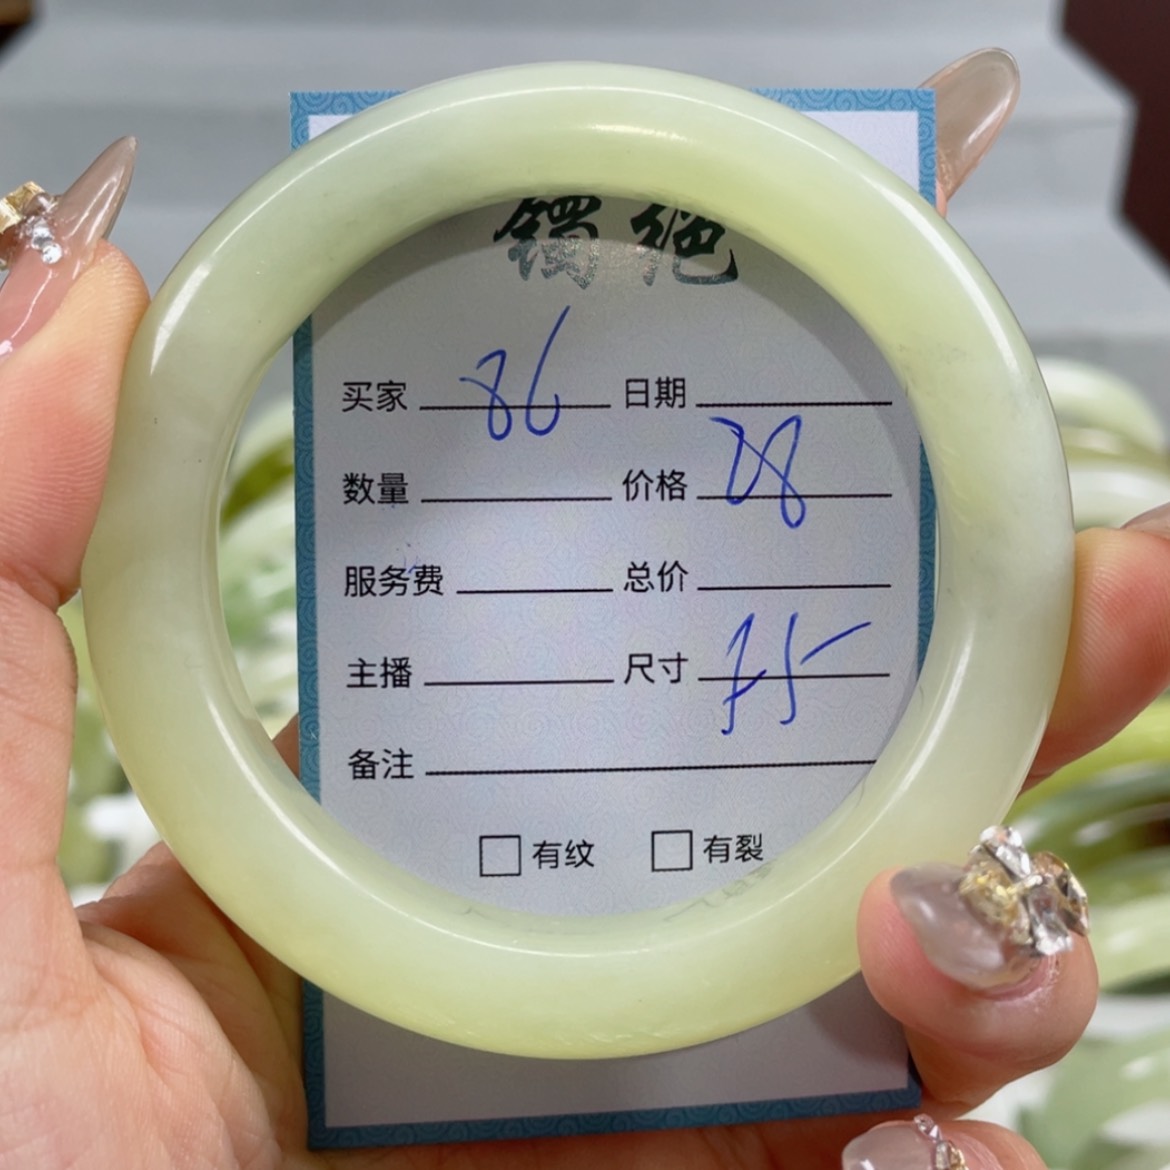 镯绝
买家 86 日期
数量 价格 28
服务费 总价
主播 尺寸 75
备注
□ 有纹 □ 有裂